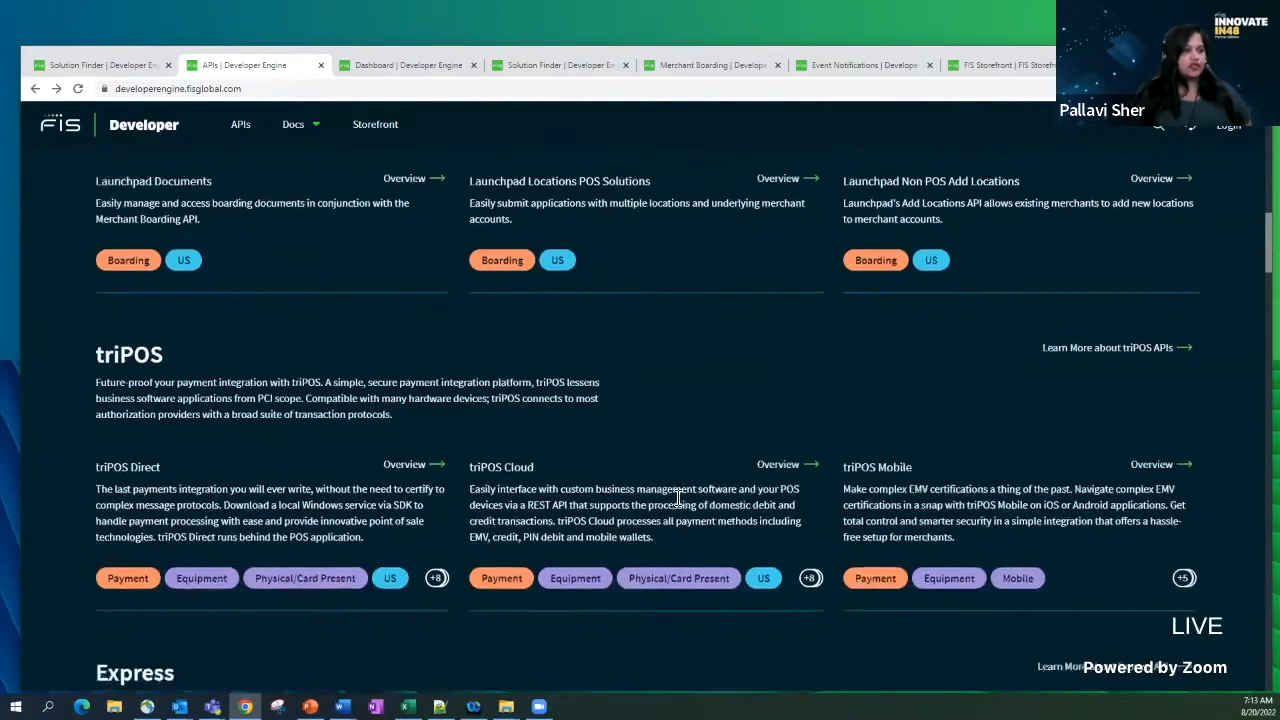 FIS
INNOVATE
IN48
Pallavi Sher
Solution Finder | Developer En
APIs | Developer Engine
Dashboard | Developer Engine
Solution Finder | Developer En
Merchant Boarding | Develope
Event Notifications | Develope
FIS Storefront | FIS Storef
developerengine.fisglobal.com
FIS
Developer
APIs
Docs
Storefront
Login
Launchpad Documents
Overview
Easily manage and access boarding documents in conjunction with the
Merchant Boarding API.
Boarding
US
Launchpad Locations POS Solutions
Overview
Easily submit applications with multiple locations and underlying merchant
accounts.
Boarding
US
Launchpad Non POS Add Locations
Overview
Launchpad's Add Locations API allows existing merchants to add new locations
to merchant accounts.
Boarding
US
triPOS
Learn More about triPOS APIs
Future-proof your payment integration with triPOS. A simple, secure payment integration platform, triPOS lessens
business software applications from PCI scope. Compatible with many hardware devices; triPOS connects to most
authorization providers with a broad suite of transaction protocols.
triPOS Direct
Overview
The last payments integration you will ever write, without the need to certify to
complex message protocols. Download a local Windows service via SDK to
handle payment processing with ease and provide innovative point of sale
technologies. triPOS Direct runs behind the POS application.
Payment
Equipment
Physical/Card Present
US
+8
triPOS Cloud
Overview
Easily interface with custom business management software and your POS
devices via a REST API that supports the processing of domestic debit and
credit transactions. triPOS Cloud processes all payment methods including
EMV, credit, PIN debit and mobile wallets.
Payment
Equipment
Physical/Card Present
US
+8
triPOS Mobile
Overview
Make complex EMV certifications a thing of the past. Navigate complex EMV
certifications in a snap with triPOS Mobile on iOS or Android applications. Get
total control and smarter security in a simple integration that offers a hassle-
free setup for merchants.
Payment
Equipment
Mobile
+5
LIVE
Express
Learn More
Powered by Zoom
7:13 AM
8/20/2022